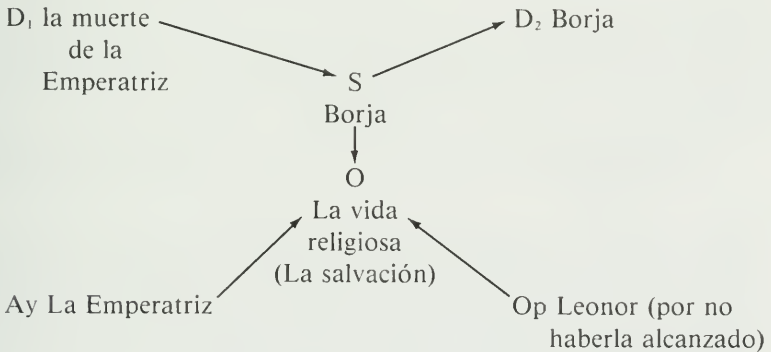 D₁ la muerte
de la
Emperatriz
D₂ Borja
S
Borja
O
La vida
religiosa
(La salvación)
Ay La Emperatriz
Op Leonor (por no
haberla alcanzado)